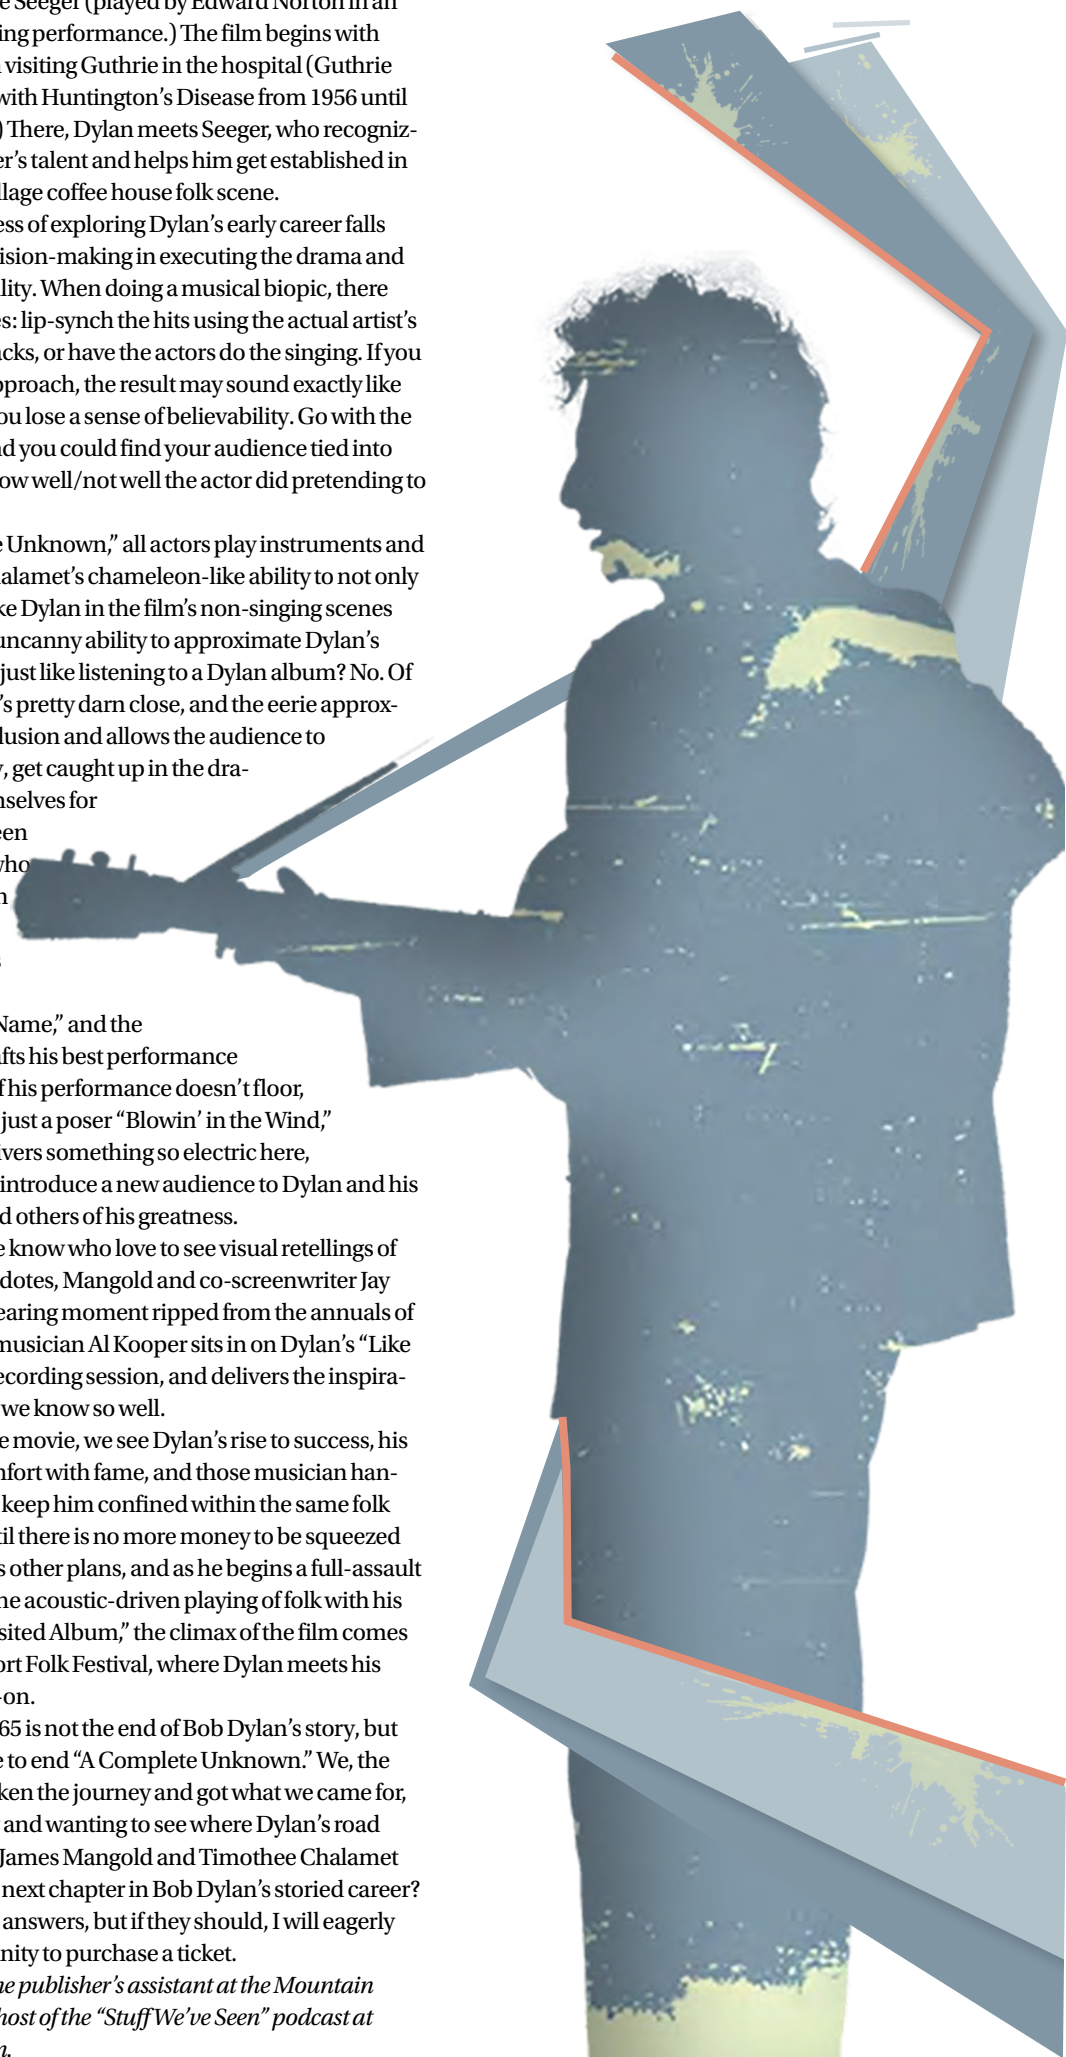 Seeger (played by Edward Norton in an
ing performance.) The film begins with
visiting Guthrie in the hospital (Guthrie
with Huntington's Disease from 1956 until
) There, Dylan meets Seeger, who recogniz-
er's talent and helps him get established in
llage coffee house folk scene.
ess of exploring Dylan's early career falls
ision-making in executing the drama and
lity. When doing a musical biopic, there
es: lip-synch the hits using the actual artist's
acks, or have the actors do the singing. If you
pproach, the result may sound exactly like
ou lose a sense of believability. Go with the
nd you could find your audience tied into
ow well/not well the actor did pretending to
e Unknown,” all actors play instruments and
halamet's chameleon-like ability to not only
ke Dylan in the film's non-singing scenes
uncanny ability to approximate Dylan's
just like listening to a Dylan album? No. Of
's pretty darn close, and the eerie approx-
lusion and allows the audience to
, get caught up in the dra-
nselves for
een
who
n
Name,” and the
afts his best performance
f his performance doesn't floor,
just a poser “Blowin' in the Wind,”
ivers something so electric here,
introduce a new audience to Dylan and his
d others of his greatness.
e know who love to see visual retellings of
dotes, Mangold and co-screenwriter Jay
earing moment ripped from the annuals of
musician Al Kooper sits in on Dylan's “Like
ecording session, and delivers the inspira-
we know so well.
e movie, we see Dylan's rise to success, his
nfort with fame, and those musician han-
keep him confined within the same folk
til there is no more money to be squeezed
s other plans, and as he begins a full-assault
he acoustic-driven playing of folk with his
sited Album,” the climax of the film comes
ort Folk Festival, where Dylan meets his
-on.
65 is not the end of Bob Dylan's story, but
e to end “A Complete Unknown.” We, the
ken the journey and got what we came for,
and wanting to see where Dylan's road
James Mangold and Timothee Chalamet
next chapter in Bob Dylan's storied career?
answers, but if they should, I will eagerly
nity to purchase a ticket.
he publisher's assistant at the Mountain
host of the “Stuff We've Seen” podcast at
m.